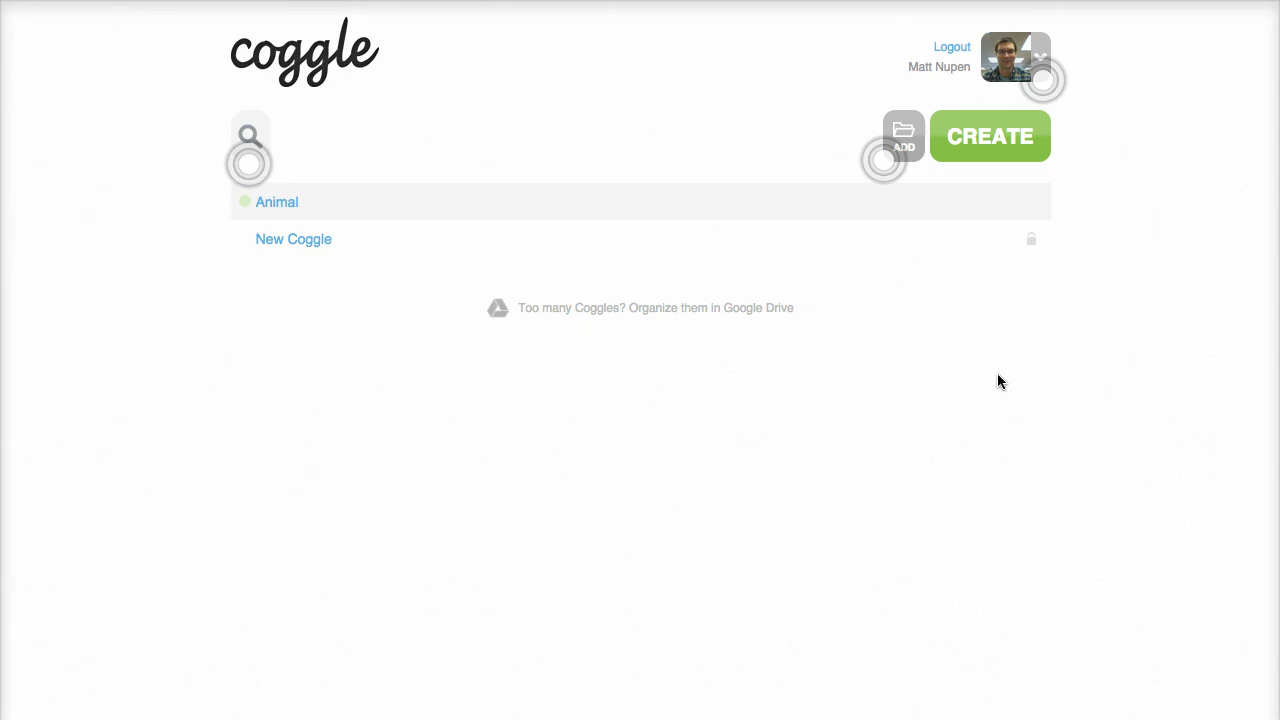 coggle
Logout
Matt Nupen
ADD
CREATE
Animal
New Coggle
Too many Coggles? Organize them in Google Drive